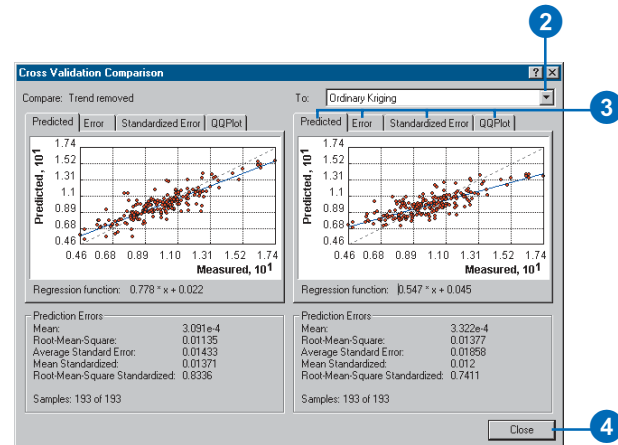 2
Cross Validation Comparison
Compare: Trend removed
To: Ordinary Kriging
3
Predicted Error Standardized Error QQPlot
Predicted, 10^1
1.74
1.52
1.31
1.1
0.89
0.68
0.46
0.46 0.68 0.89 1.10 1.31 1.52 1.74
Measured, 10^1
Regression function: 0.778 * x + 0.022
Predicted Error Standardized Error QQPlot
Predicted, 10^1
1.74
1.52
1.31
1.1
0.89
0.68
0.46
0.46 0.68 0.89 1.10 1.31 1.52 1.74
Measured, 10^1
Regression function: 0.547 * x + 0.045
Prediction Errors
Mean: 3.091e-4
Root-Mean-Square: 0.01135
Average Standard Error: 0.01433
Mean Standardized: 0.01371
Root-Mean-Square Standardized: 0.8336
Samples: 193 of 193
Prediction Errors
Mean: 3.322e-4
Root-Mean-Square: 0.01377
Average Standard Error: 0.01858
Mean Standardized: 0.012
Root-Mean-Square Standardized: 0.7411
Samples: 193 of 193
Close
4